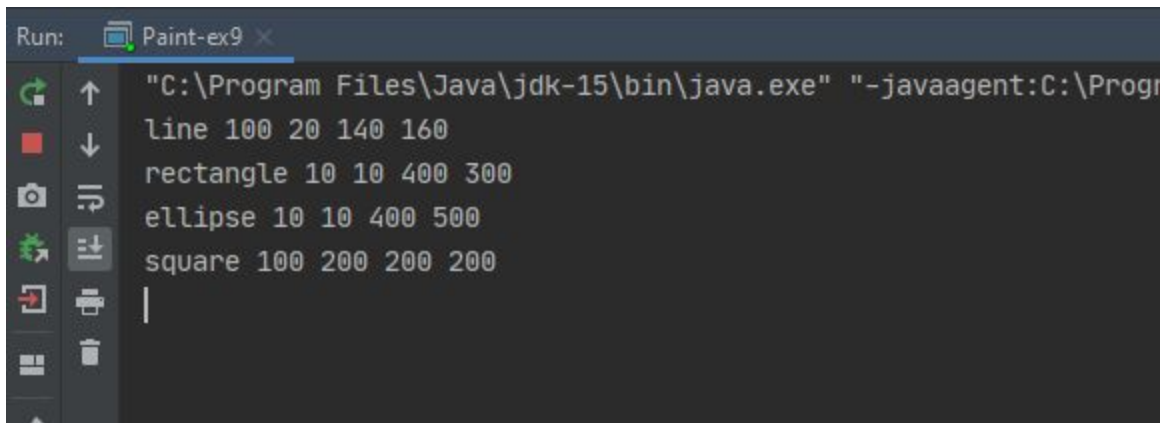 Run: Paint-ex9
"C:\Program Files\Java\jdk-15\bin\java.exe" "-javaagent:C:\Progr
line 100 20 140 160
rectangle 10 10 400 300
ellipse 10 10 400 500
square 100 200 200 200